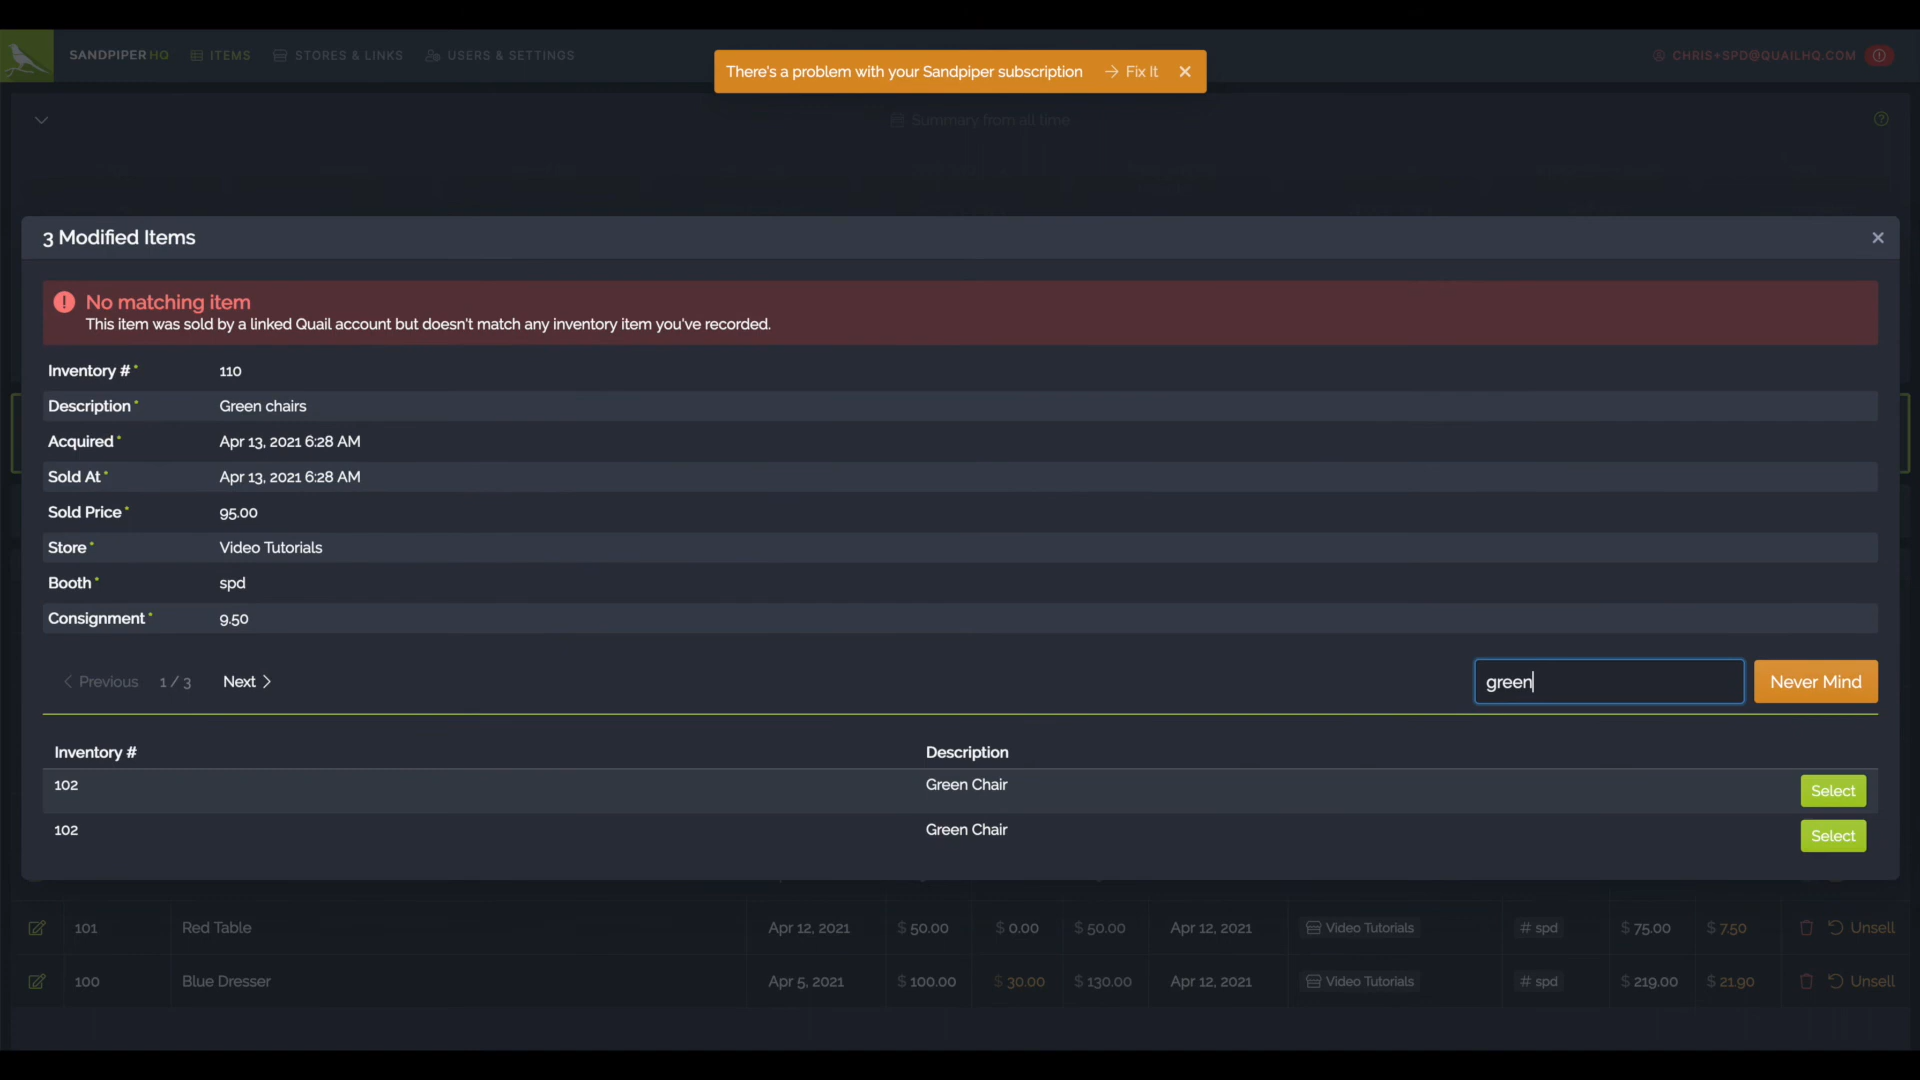 SANDPIPER HQ ITEMS STORES & LINKS USERS & SETTINGS
There's a problem with your Sandpiper subscription → Fix It ×
CHRIS+SPD@QUAILHQ.COM
Summary from all time
3 Modified Items
No matching item
This item was sold by a linked Quail account but doesn't match any inventory item you've recorded.
Inventory #* 110
Description* Green chairs
Acquired* Apr 13, 2021 6:28 AM
Sold At* Apr 13, 2021 6:28 AM
Sold Price* 95.00
Store* Video Tutorials
Booth* spd
Consignment* 9.50
< Previous 1 / 3 Next > green Never Mind
Inventory # Description
102 Green Chair Select
102 Green Chair Select
101 Red Table Apr 12, 2021 $ 50.00 $ 0.00 $ 50.00 Apr 12, 2021 Video Tutorials # spd $ 75.00 $ 7.50 Unsell
100 Blue Dresser Apr 5, 2021 $ 100.00 $ 30.00 $ 130.00 Apr 12, 2021 Video Tutorials # spd $ 219.00 $ 21.90 Unsell